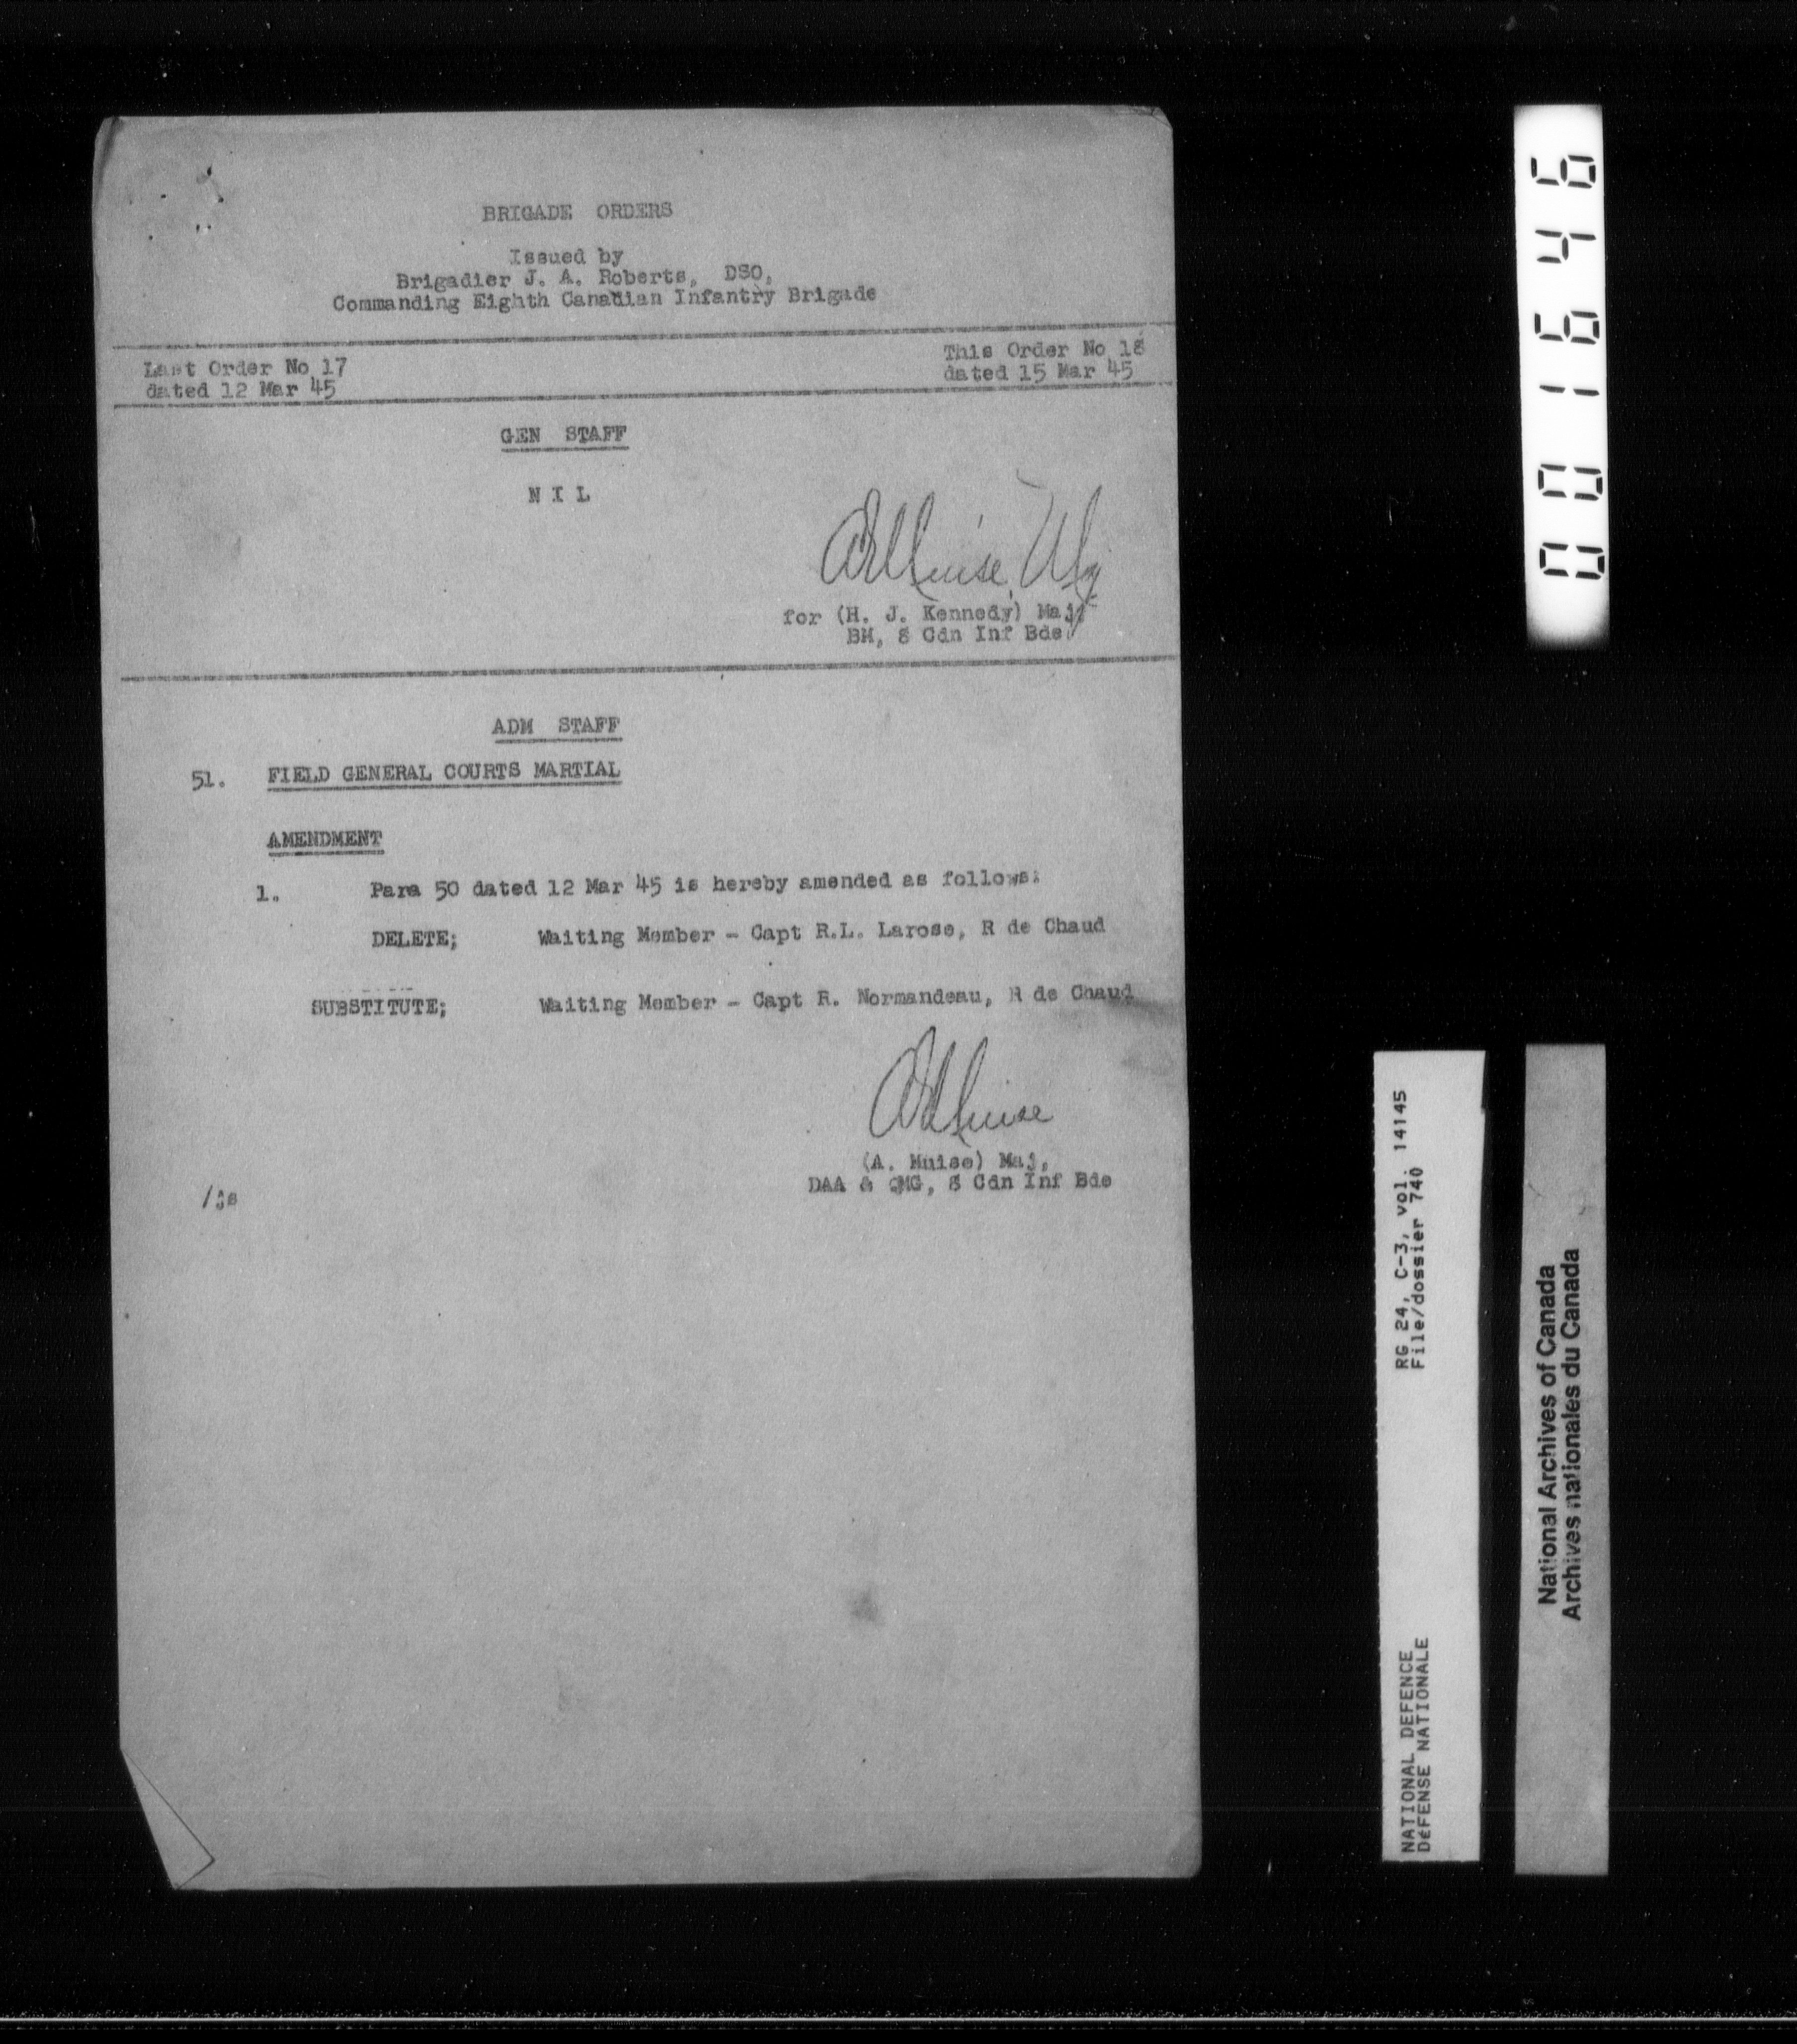 BRIGADE ORDERS
Issued by
Brigadier J. A. Roberts, DSO,
Commanding Eighth Canadian Infantry Brigade
Last Order No 17
dated 12 Mar 45
This Order No 18
dated 15 Mar 45
GEN STAFF
N I L
for (H. J. Kennedy) Maj,
BM, 8 Cdn Inf Bde
ADM STAFF
51. FIELD GENERAL COURTS MARTIAL
AMENDMENT
1. Para 50 dated 12 Mar 45 is hereby amended as follows:
DELETE; Waiting Member - Capt R.L. Larose, R de Chaud
SUBSTITUTE; Waiting Member - Capt R. Normandeau, R de Chaud
(A. Muise) Maj,
DAA & QMG, 8 Cdn Inf Bde
/js
001646
RG 24, C-3, vol. 14145
File/dossier 740
NATIONAL DEFENCE
DéFENSE NATIONALE
National Archives of Canada
Archives nationales du Canada